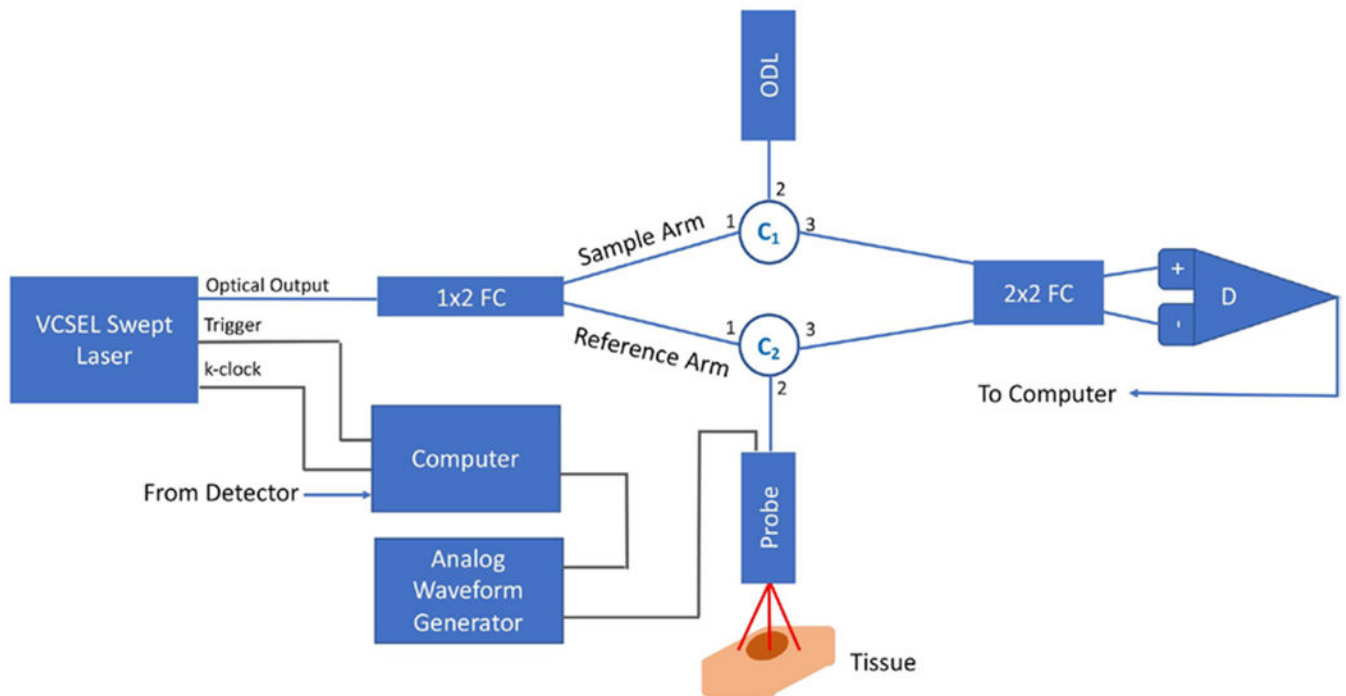 ODL
2
1
C₁
3
Sample Arm
Optical Output
VCSEL Swept
Laser
Trigger
k-clock
1x2 FC
2x2 FC
+
-
D
Reference Arm
1
C₂
3
2
To Computer
Computer
From Detector
Probe
Analog
Waveform
Generator
Tissue